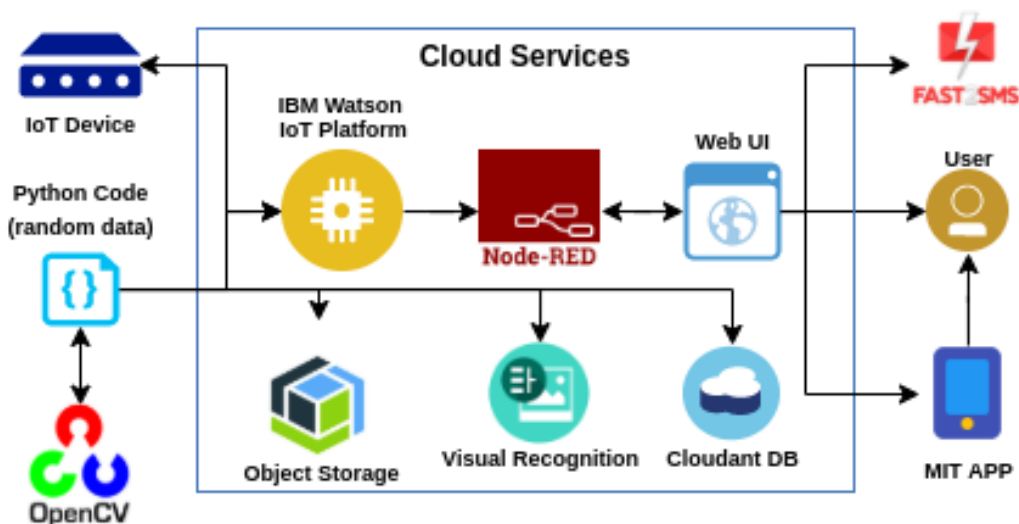 Cloud Services
IoT Device
IBM Watson
IoT Platform
Web UI
FAST2SMS
User
Python Code
(random data)
Node-RED
Object Storage
Visual Recognition
Cloudant DB
MIT APP
OpenCV